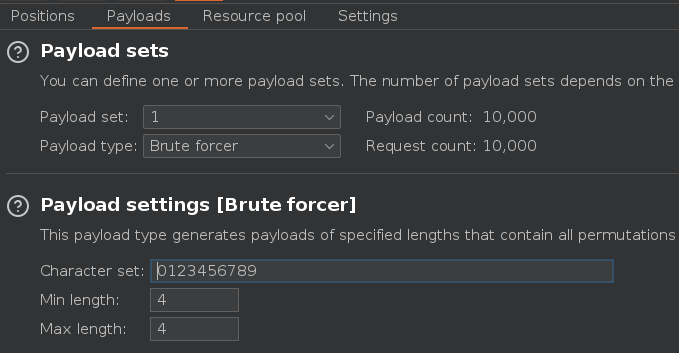 Positions Payloads Resource pool Settings
? Payload sets
You can define one or more payload sets. The number of payload sets depends on the
Payload set: 1 Payload count: 10,000
Payload type: Brute forcer Request count: 10,000
? Payload settings [Brute forcer]
This payload type generates payloads of specified lengths that contain all permutations
Character set: 0123456789
Min length: 4
Max length: 4